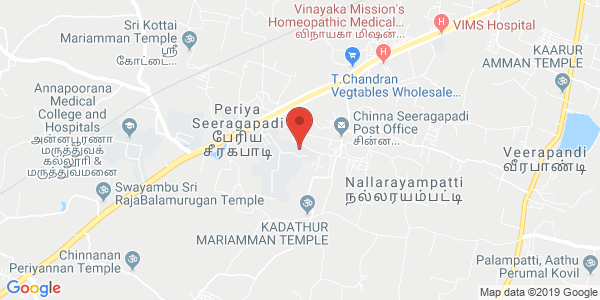 Vinayaka Mission's
Homeopathic Medical...
விநாயகா மிஷன்
VIMS Hospital
Sri Kottai
Mariamman Temple
ஸ்ரீ
கோட்டை...
KAARUR
AMMAN TEMPLE
T.Chandran
Vegtables Wholesale...
Annapoorana
Medical
College and
Hospitals
அன்னபூரணா
மருத்துவக்
கல்லூரி &
மருத்துவமனை
Periya
Seeragapadi
பேரிய
சீரகபாடி
Chinna Seeragapadi
Post Office
சின்ன...
Veerapandi
வீரபாண்டி
Nallarayampatti
நல்லராயம்பட்டி
Swayambu Sri
RajaBalamurugan Temple
KADATHUR
MARIAMMAN TEMPLE
Chinnanan
Periyannan Temple
Palampatti, Aathu
Perumal Kovil
Google
Map data ©2019 Google